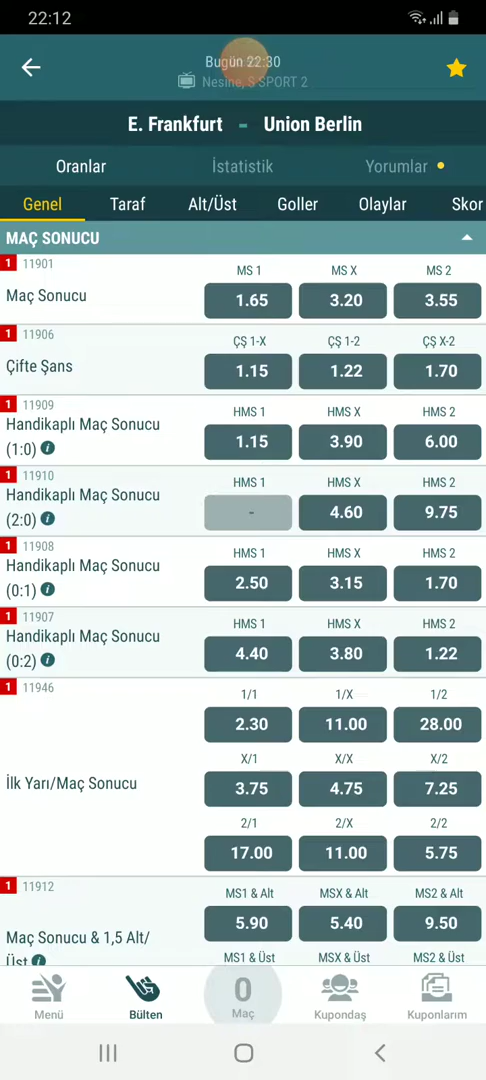 22:12
Bugün 22:30
Nesine, S SPORT 2
E. Frankfurt - Union Berlin
Oranlar İstatistik Yorumlar
Genel Taraf Alt/Üst Goller Olaylar Skor
MAÇ SONUCU
1 11901
MS 1 MS X MS 2
Maç Sonucu 1.65 3.20 3.55
1 11906
ÇŞ 1-X ÇŞ 1-2 ÇŞ X-2
Çifte Şans 1.15 1.22 1.70
1 11909
HMS 1 HMS X HMS 2
Handikaplı Maç Sonucu
(1:0) i 1.15 3.90 6.00
1 11910
HMS 1 HMS X HMS 2
Handikaplı Maç Sonucu
(2:0) i - 4.60 9.75
1 11908
HMS 1 HMS X HMS 2
Handikaplı Maç Sonucu
(0:1) i 2.50 3.15 1.70
1 11907
HMS 1 HMS X HMS 2
Handikaplı Maç Sonucu
(0:2) i 4.40 3.80 1.22
1 11946
1/1 1/X 1/2
2.30 11.00 28.00
X/1 X/X X/2
İlk Yarı/Maç Sonucu 3.75 4.75 7.25
2/1 2/X 2/2
17.00 11.00 5.75
1 11912
MS1 & Alt MSX & Alt MS2 & Alt
5.90 5.40 9.50
Maç Sonucu & 1,5 Alt/
Üst i
MS1 & Üst MSX & Üst MS2 & Üst
0
Menü Bülten Maç Kupondaş Kuponlarım